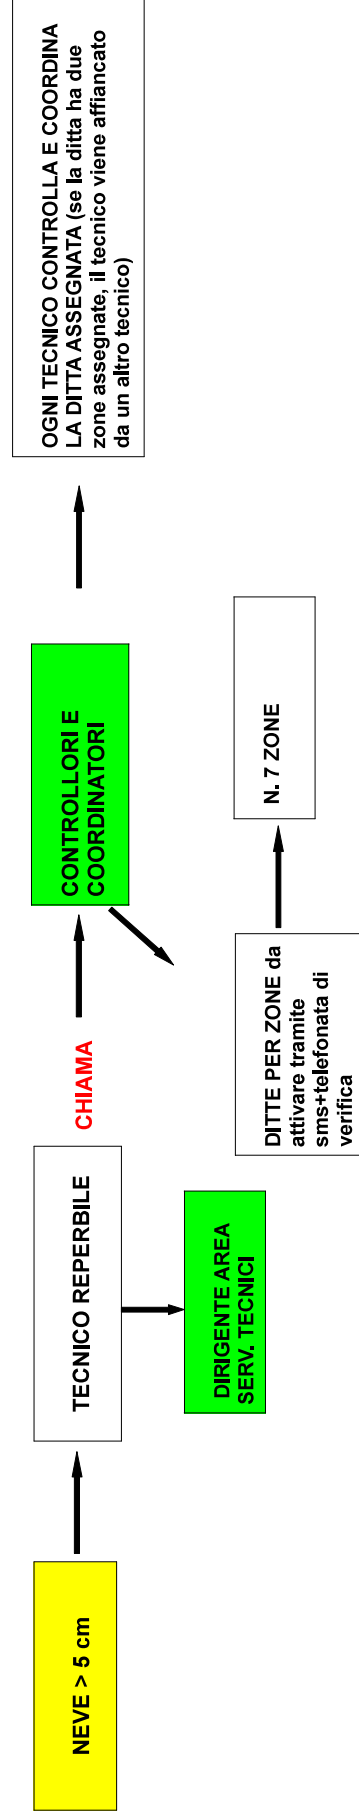 NEVE > 5 cm
TECNICO REPERBILE
CHIAMA
CONTROLLORI E
COORDINATORI
OGNI TECNICO CONTROLLA E COORDINA
LA DITTA ASSEGNATA (se la ditta ha due
zone assegnate, il tecnico viene affiancato
da un altro tecnico)
DIRIGENTE AREA
SERV. TECNICI
DITTE PER ZONE da
attivare tramite
sms+telefonata di
verifica
N. 7 ZONE